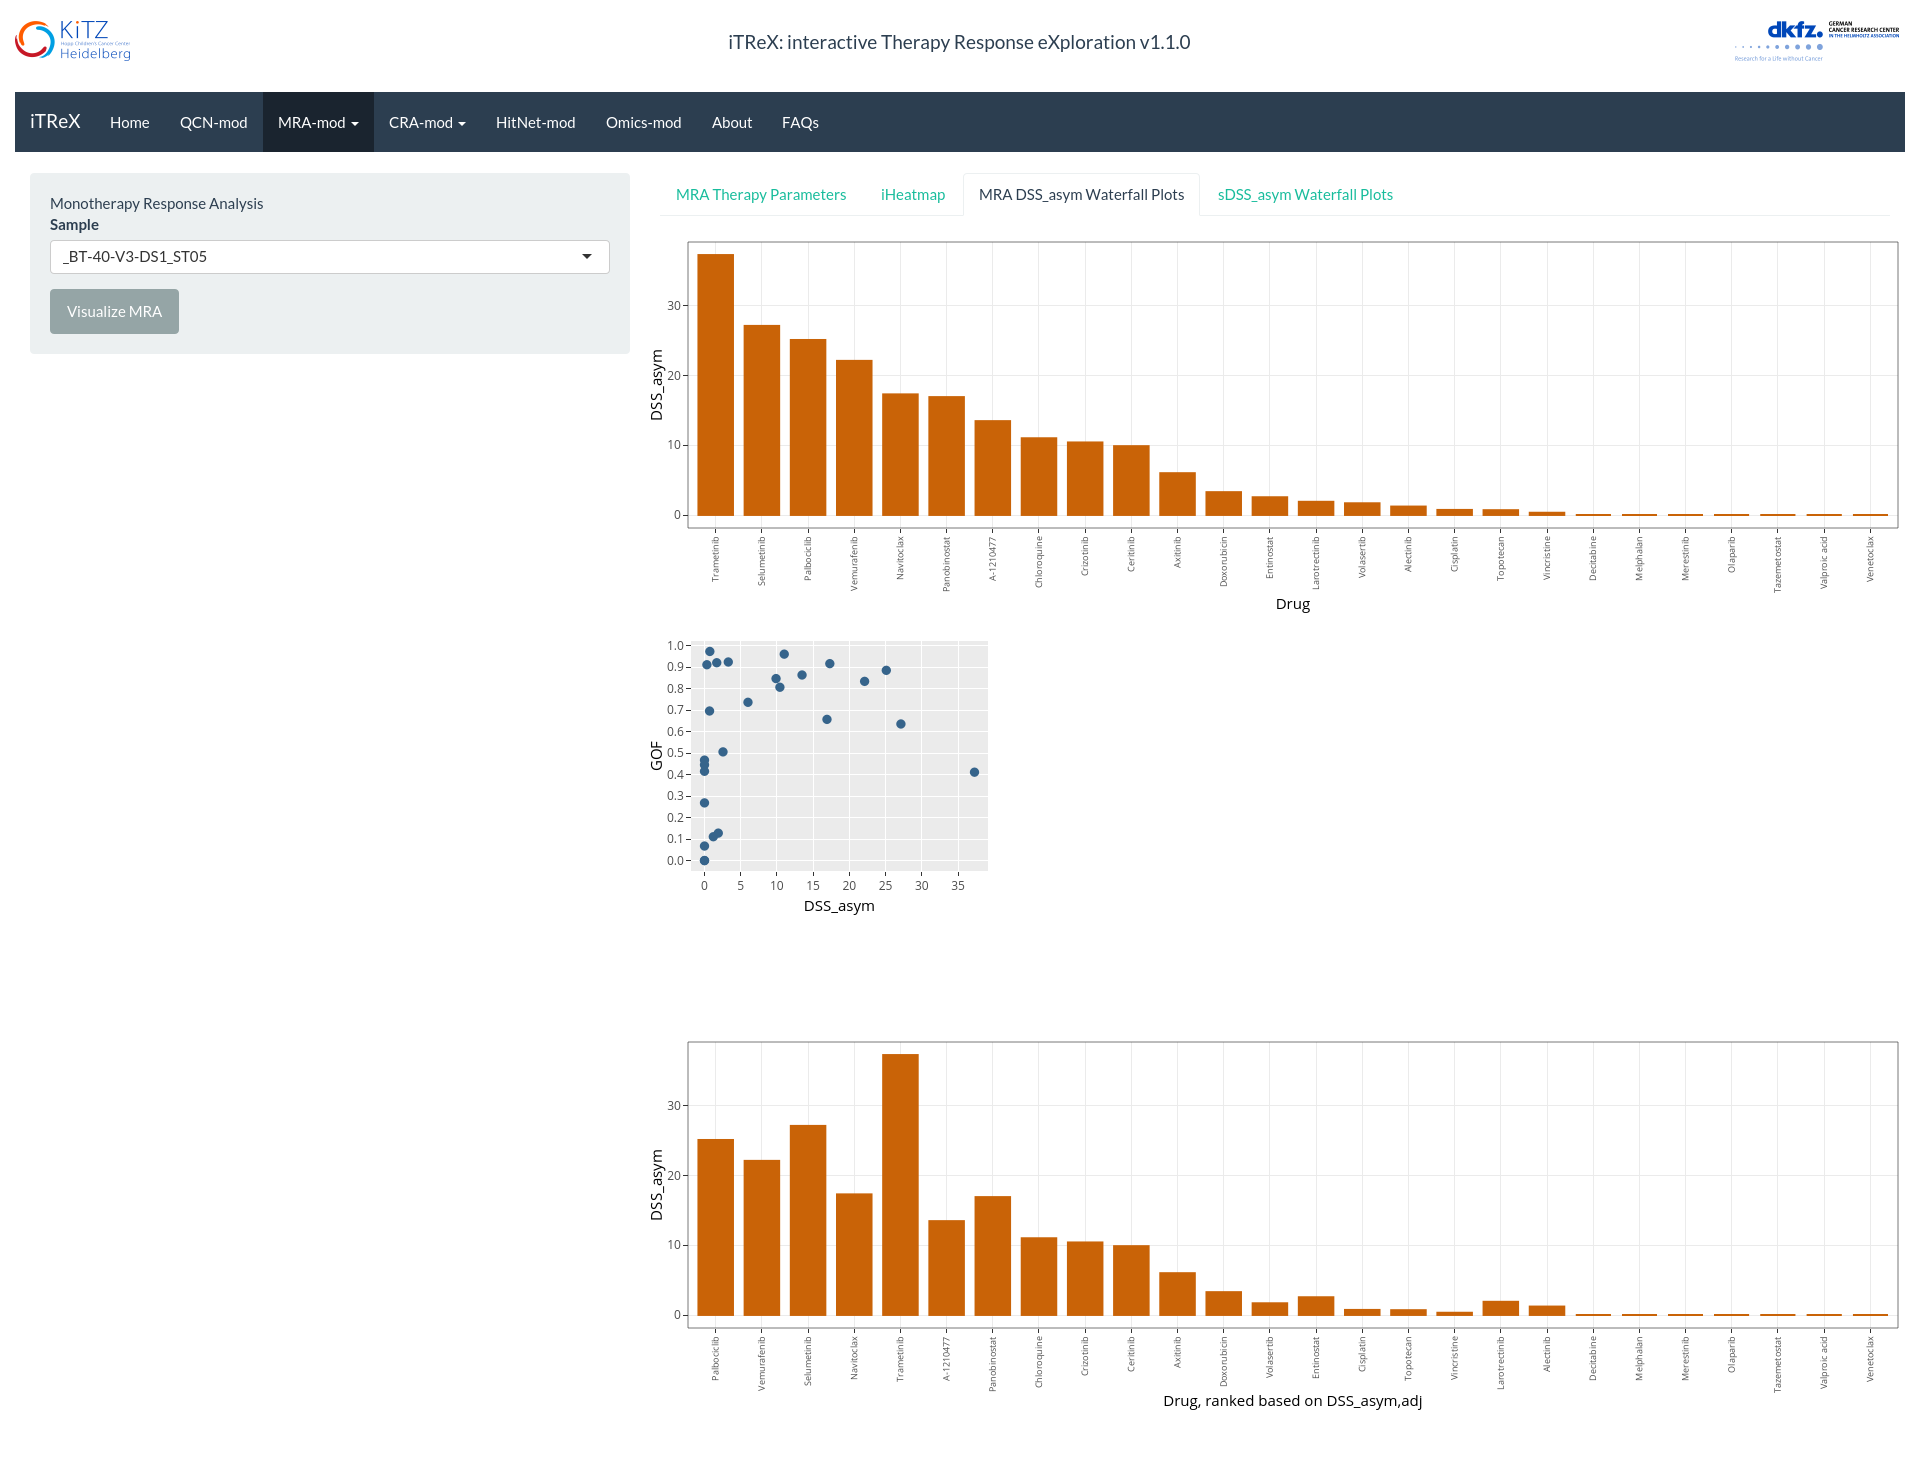 KiTZ
Hopp Children's Cancer Center
Heidelberg
iTReX: interactive Therapy Response eXploration v1.1.0
dkfz.
GERMAN
CANCER RESEARCH CENTER
IN THE HELMHOLTZ ASSOCIATION
Research for a Life without Cancer
iTReX Home QCN-mod MRA-mod CRA-mod HitNet-mod Omics-mod About FAQs
Monotherapy Response Analysis
Sample
_BT-40-V3-DS1_ST05
Visualize MRA
MRA Therapy Parameters iHeatmap MRA DSS_asym Waterfall Plots sDSS_asym Waterfall Plots
DSS_asym
30
20
10
0
Trametinib Selumetinib Palbociclib Vemurafenib Navitoclax Panobinostat A-1210477 Chloroquine Crizotinib Ceritinib Axitinib Doxorubicin Entinostat Larotrectinib Volasertib Alectinib Cisplatin Topotecan Vincristine Decitabine Melphalan Merestinib Olaparib Tazemetostat Valproic acid Venetoclax
Drug
GOF
1.0
0.9
0.8
0.7
0.6
0.5
0.4
0.3
0.2
0.1
0.0
0 5 10 15 20 25 30 35
DSS_asym
DSS_asym
30
20
10
0
Palbociclib Vemurafenib Selumetinib Navitoclax Trametinib A-1210477 Panobinostat Chloroquine Crizotinib Ceritinib Axitinib Doxorubicin Volasertib Entinostat Cisplatin Topotecan Vincristine Larotrectinib Alectinib Decitabine Melphalan Merestinib Olaparib Tazemetostat Valproic acid Venetoclax
Drug, ranked based on DSS_asym,adj